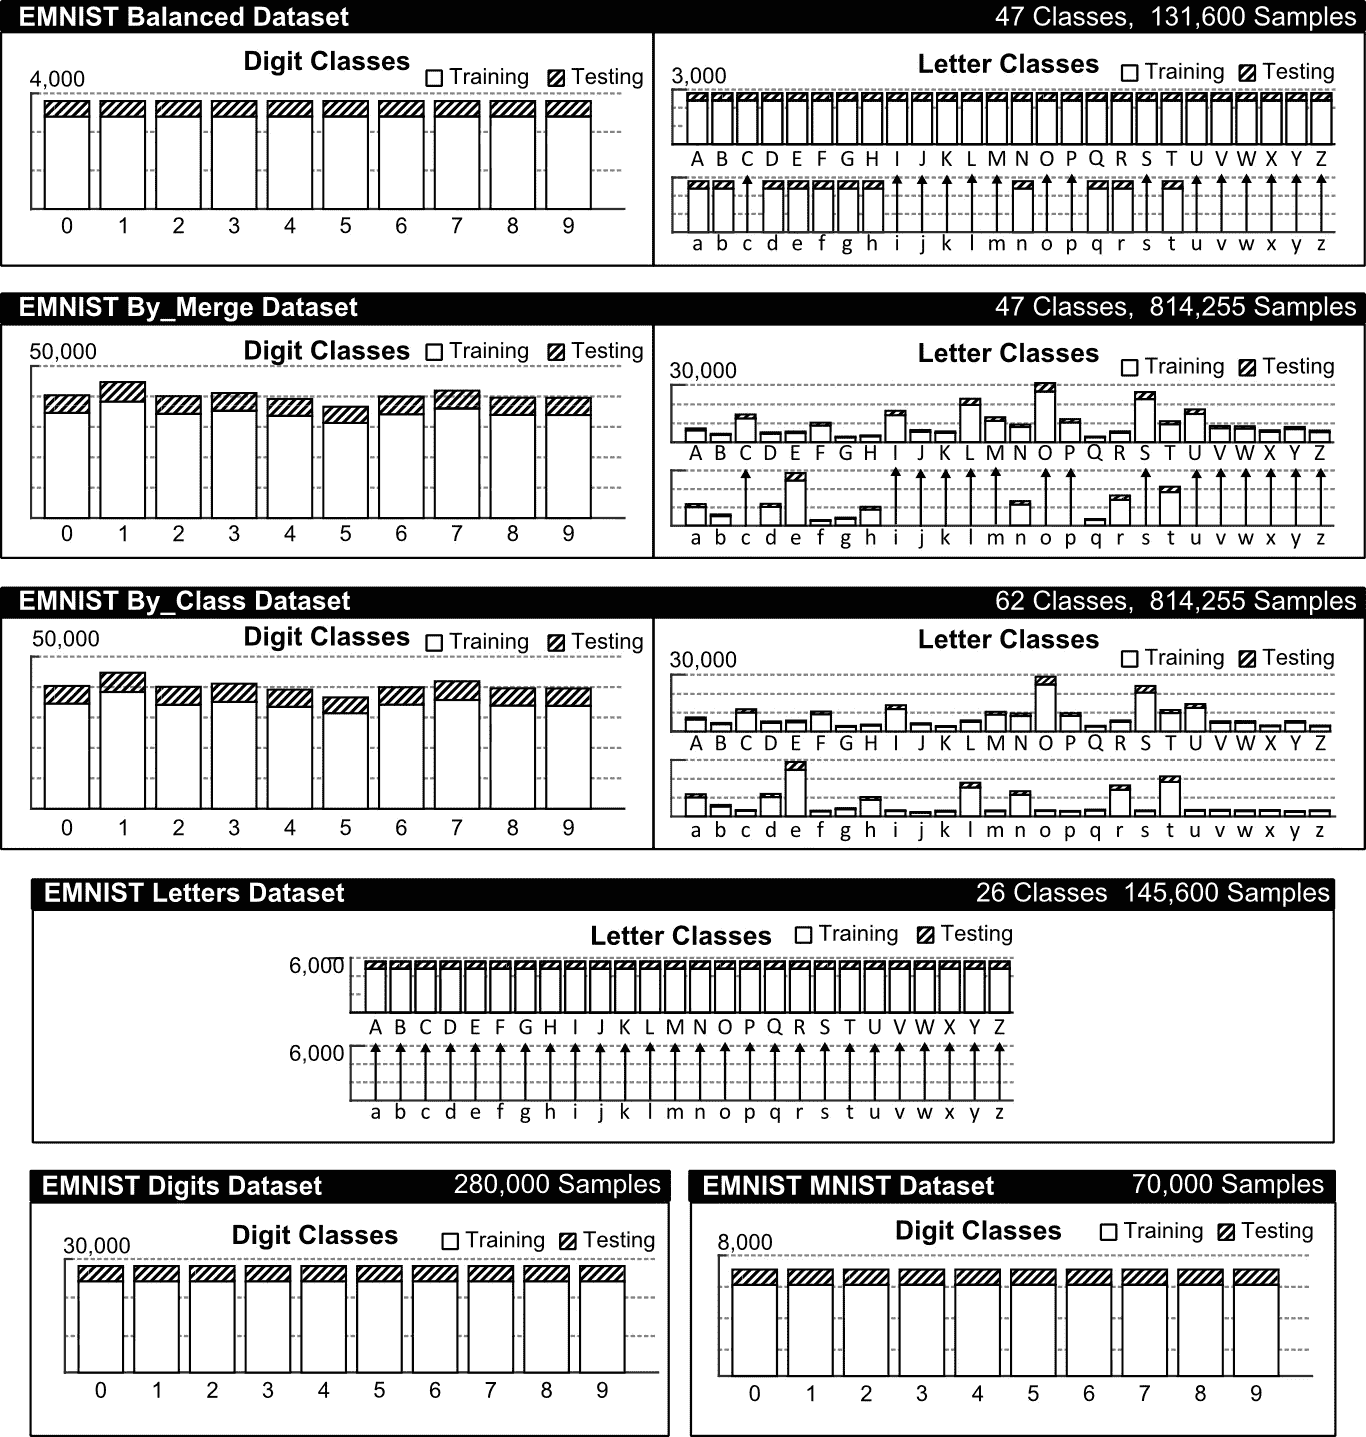 EMNIST Balanced Dataset 47 Classes, 131,600 Samples
Digit Classes Training Testing
4,000
0 1 2 3 4 5 6 7 8 9
Letter Classes Training Testing
3,000
A B C D E F G H I J K L M N O P Q R S T U V W X Y Z
a b c d e f g h i j k l m n o p q r s t u v w x y z
EMNIST By_Merge Dataset 47 Classes, 814,255 Samples
Digit Classes Training Testing
50,000
0 1 2 3 4 5 6 7 8 9
Letter Classes Training Testing
30,000
A B C D E F G H I J K L M N O P Q R S T U V W X Y Z
a b c d e f g h i j k l m n o p q r s t u v w x y z
EMNIST By_Class Dataset 62 Classes, 814,255 Samples
Digit Classes Training Testing
50,000
0 1 2 3 4 5 6 7 8 9
Letter Classes Training Testing
30,000
A B C D E F G H I J K L M N O P Q R S T U V W X Y Z
a b c d e f g h i j k l m n o p q r s t u v w x y z
EMNIST Letters Dataset 26 Classes 145,600 Samples
Letter Classes Training Testing
6,000
A B C D E F G H I J K L M N O P Q R S T U V W X Y Z
6,000
a b c d e f g h i j k l m n o p q r s t u v w x y z
EMNIST Digits Dataset 280,000 Samples
Digit Classes Training Testing
30,000
0 1 2 3 4 5 6 7 8 9
EMNIST MNIST Dataset 70,000 Samples
Digit Classes Training Testing
8,000
0 1 2 3 4 5 6 7 8 9